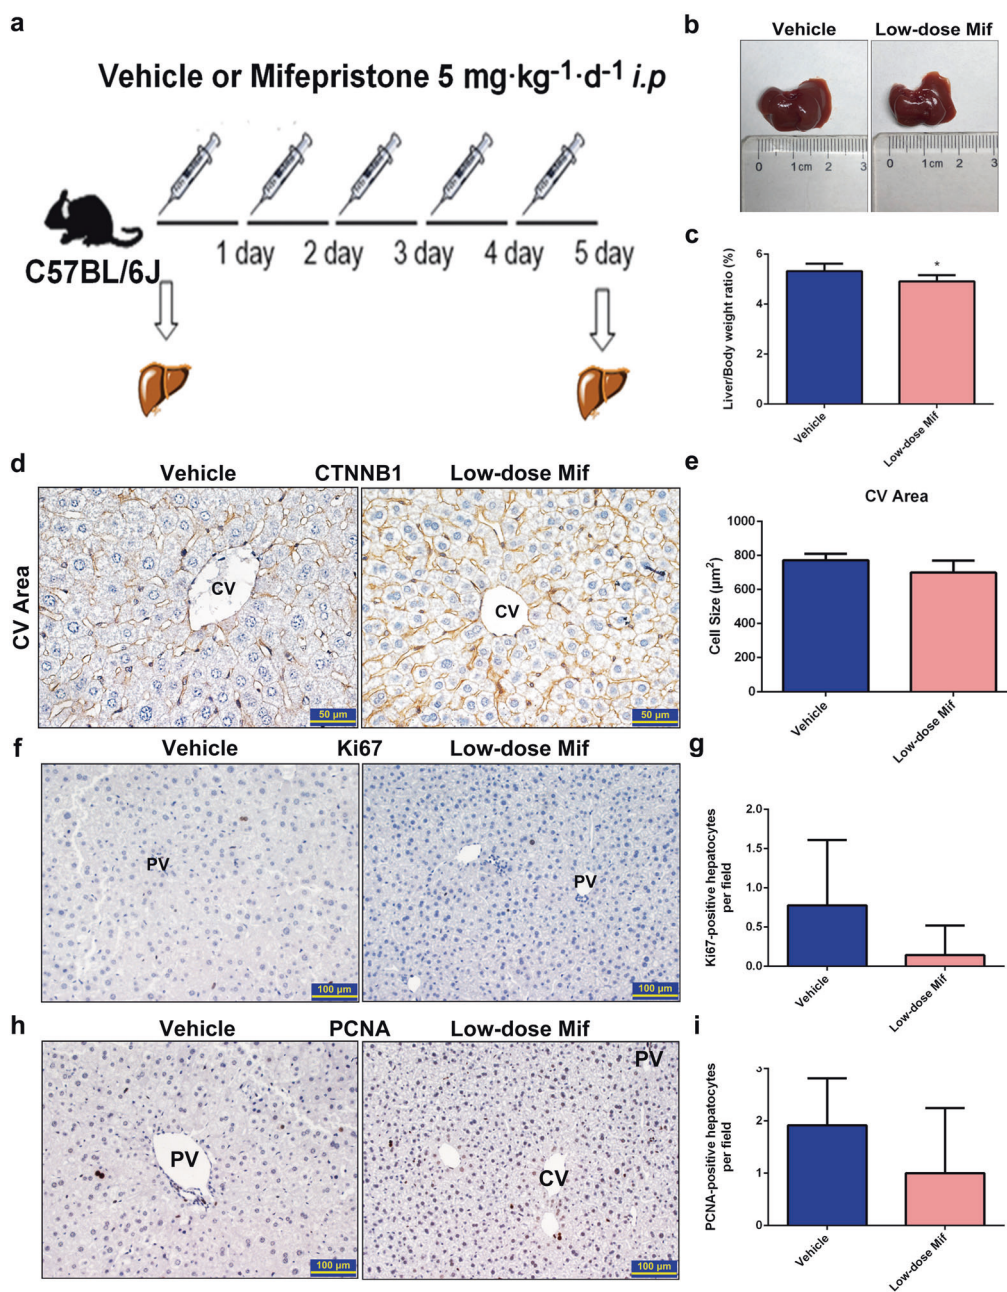 a
Vehicle or Mifepristone 5 mg·kg-1·d-1 i.p
1 day 2 day 3 day 4 day 5 day
C57BL/6J
b
Vehicle Low-dose Mif
0 1cm 2 3
0 1 cm 2 3
c
Liver/Body weight ratio (%)
6
4
2
0
*
Vehicle
Low-dose Mif
d
Vehicle CTNNB1 Low-dose Mif
CV Area
CV
CV
50 µm
50 µm
e
CV Area
Cell Size (µm²)
1000
800
600
400
200
0
Vehicle
Low-dose Mif
f
Vehicle Ki67 Low-dose Mif
PV
PV
100 µm
100 µm
g
Ki67-positive hepatocytes
per field
2.0
1.5
1.0
0.5
0.0
Vehicle
Low-dose Mif
h
Vehicle PCNA Low-dose Mif
PV
PV
CV
100 µm
100 µm
i
PCNA-positive hepatocytes
per field
3
2
1
0
Vehicle
Low-dose Mif